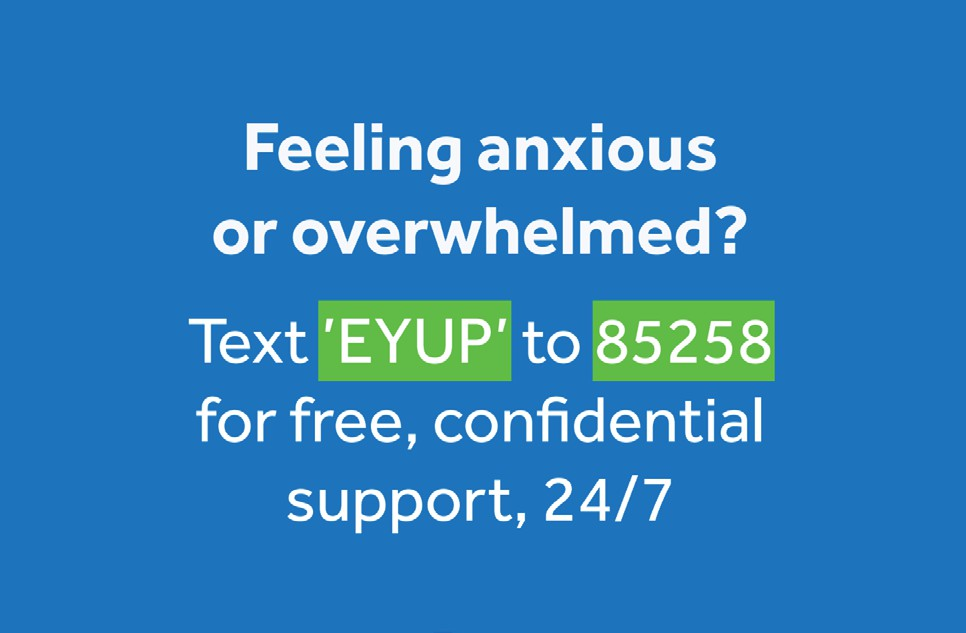 Feeling anxious
or overwhelmed?
Text 'EYUP' to 85258
for free, confidential
support, 24/7